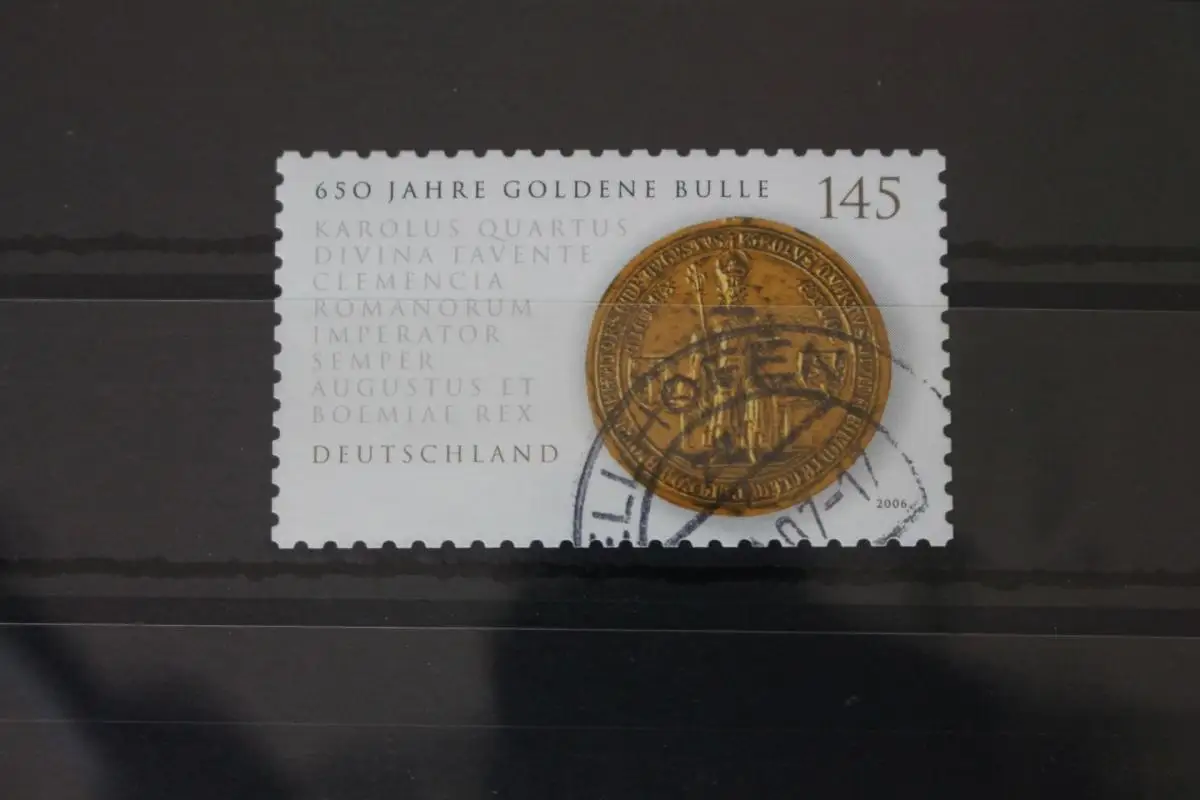 650 JAHRE GOLDENE BULLE
145
KAROLUS QUARTUS
DIVINA FAVENTE
CLEMENCIA
ROMANORUM
IMPERATOR
SEMPER
AUGUSTUS ET
BOEMIAE REX
DEUTSCHLAND
2006